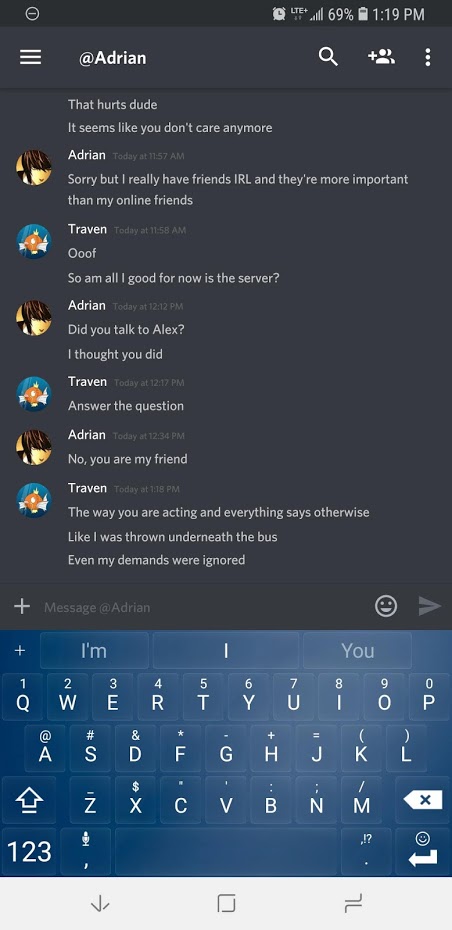 LTE+ 69% 1:19 PM
@Adrian
That hurts dude
It seems like you don't care anymore
Adrian Today at 11:57 AM
Sorry but I really have friends IRL and they're more important
than my online friends
Traven Today at 11:58 AM
Ooof
So am all I good for now is the server?
Adrian Today at 12:12 PM
Did you talk to Alex?
I thought you did
Traven Today at 12:17 PM
Answer the question
Adrian Today at 12:34 PM
No, you are my friend
Traven Today at 1:18 PM
The way you are acting and everything says otherwise
Like I was thrown underneath the bus
Even my demands were ignored
+ Message @Adrian
+ I'm I You
1 2 3 4 5 6 7 8 9 0
Q W E R T Y U I O P
@ # & * - + = ( )
A S D F G H J K L
_ $ " ' : ; /
Z X C V B N M
123 , ,!? .